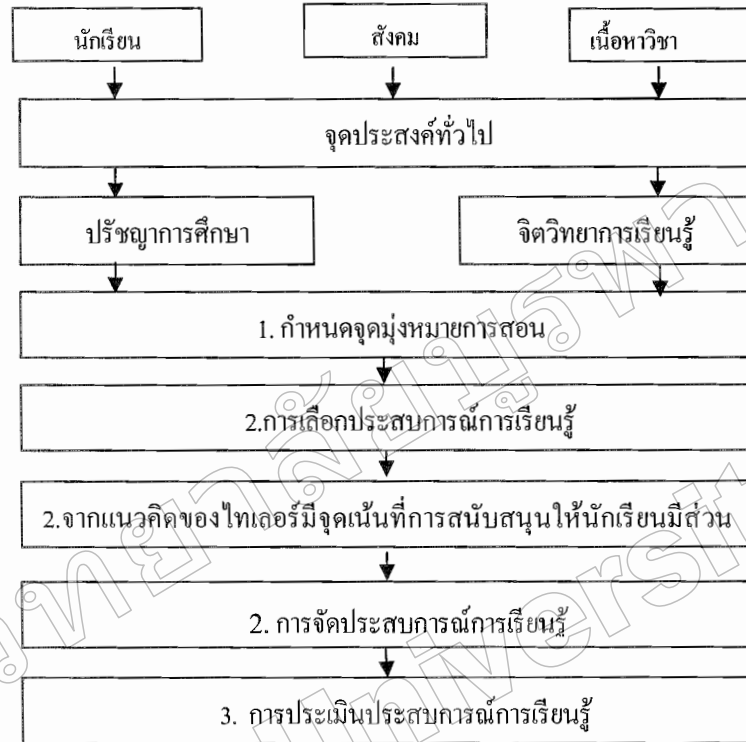 นักเรียน
สังคม
เนื้อหาวิชา
จุดประสงค์ทั่วไป
ปรัชญาการศึกษา
จิตวิทยาการเรียนรู้
1. กำหนดจุดมุ่งหมายการสอน
2.การเลือกประสบการณ์การเรียนรู้
2.จากแนวคิดของไทเลอร์มีจุดเน้นที่การสนับสนุนให้นักเรียนมีส่วน
2. การจัดประสบการณ์การเรียนรู้
3. การประเมินประสบการณ์การเรียนรู้